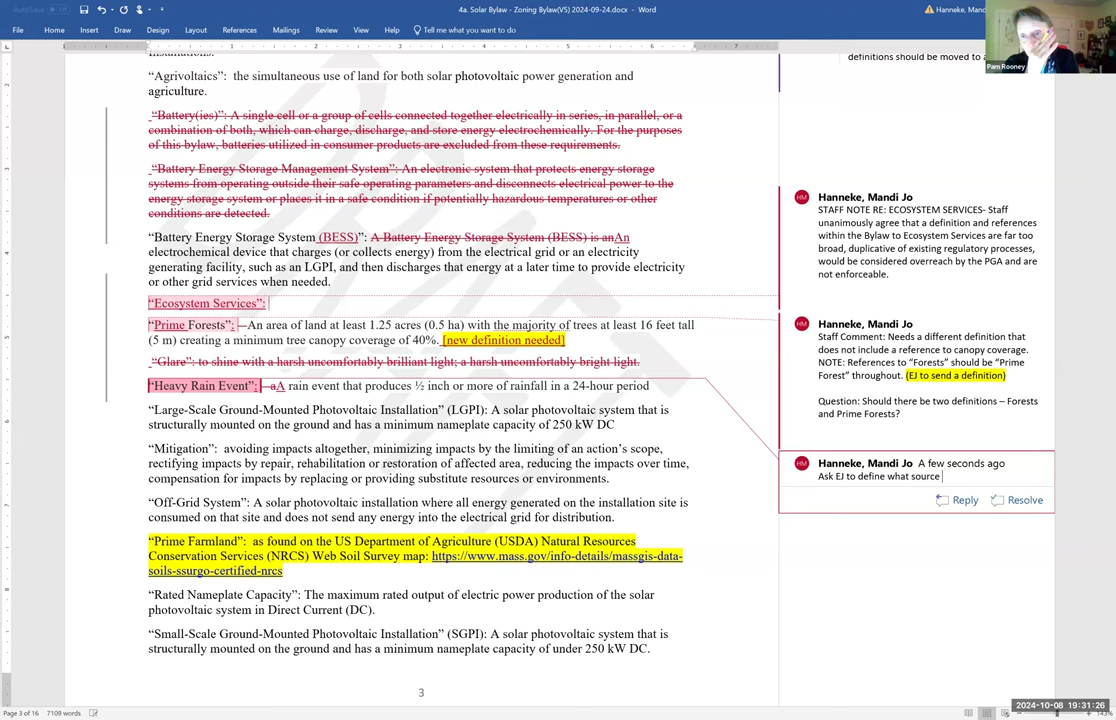 AutoSave
4a. Solar Bylaw - Zoning Bylaw(V5) 2024-09-24.docx - Word
Hanneke, Mand
File Home Insert Draw Design Layout References Mailings Review View Help Tell me what you want to do
Pam Rooney
definitions should be moved to a
“Agrivoltaics”: the simultaneous use of land for both solar photovoltaic power generation and
agriculture.
“Battery(ies)”: A single cell or a group of cells connected together electrically in series, in parallel, or a
combination of both, which can charge, discharge, and store energy electrochemically. For the purposes
of this bylaw, batteries utilized in consumer products are excluded from these requirements.
“Battery Energy Storage Management System”: An electronic system that protects energy storage
systems from operating outside their safe operating parameters and disconnects electrical power to the
energy storage system or places it in a safe condition if potentially hazardous temperatures or other
conditions are detected.
“Battery Energy Storage System (BESS)”: A Battery Energy Storage System (BESS) is anAn
electrochemical device that charges (or collects energy) from the electrical grid or an electricity
generating facility, such as an LGPI, and then discharges that energy at a later time to provide electricity
or other grid services when needed.
“Ecosystem Services”:
“Prime Forests”: –An area of land at least 1.25 acres (0.5 ha) with the majority of trees at least 16 feet tall
(5 m) creating a minimum tree canopy coverage of 40%. [new definition needed]
“Glare”: to shine with a harsh uncomfortably brilliant light; a harsh uncomfortably bright light.
“Heavy Rain Event”: –aA rain event that produces ½ inch or more of rainfall in a 24-hour period
“Large-Scale Ground-Mounted Photovoltaic Installation” (LGPI): A solar photovoltaic system that is
structurally mounted on the ground and has a minimum nameplate capacity of 250 kW DC
“Mitigation”: avoiding impacts altogether, minimizing impacts by the limiting of an action’s scope,
rectifying impacts by repair, rehabilitation or restoration of affected area, reducing the impacts over time,
compensation for impacts by replacing or providing substitute resources or environments.
“Off-Grid System”: A solar photovoltaic installation where all energy generated on the installation site is
consumed on that site and does not send any energy into the electrical grid for distribution.
“Prime Farmland”: as found on the US Department of Agriculture (USDA) Natural Resources
Conservation Services (NRCS) Web Soil Survey map: https://www.mass.gov/info-details/massgis-data-
soils-ssurgo-certified-nrcs
“Rated Nameplate Capacity”: The maximum rated output of electric power production of the solar
photovoltaic system in Direct Current (DC).
“Small-Scale Ground-Mounted Photovoltaic Installation” (SGPI): A solar photovoltaic system that is
structurally mounted on the ground and has a minimum nameplate capacity of under 250 kW DC.
3
HM Hanneke, Mandi Jo
STAFF NOTE RE: ECOSYSTEM SERVICES- Staff
unanimously agree that a definition and references
within the Bylaw to Ecosystem Services are far too
broad, duplicative of existing regulatory processes,
would be considered overreach by the PGA and are
not enforceable.
HM Hanneke, Mandi Jo
Staff Comment: Needs a different definition that
does not include a reference to canopy coverage.
NOTE: References to “Forests” should be “Prime
Forest” throughout. (EJ to send a definition)
Question: Should there be two definitions – Forests
and Prime Forests?
HM Hanneke, Mandi Jo A few seconds ago
Ask EJ to define what source
Reply Resolve
2024-10-08 19:31:26
Page 3 of 16 7109 words